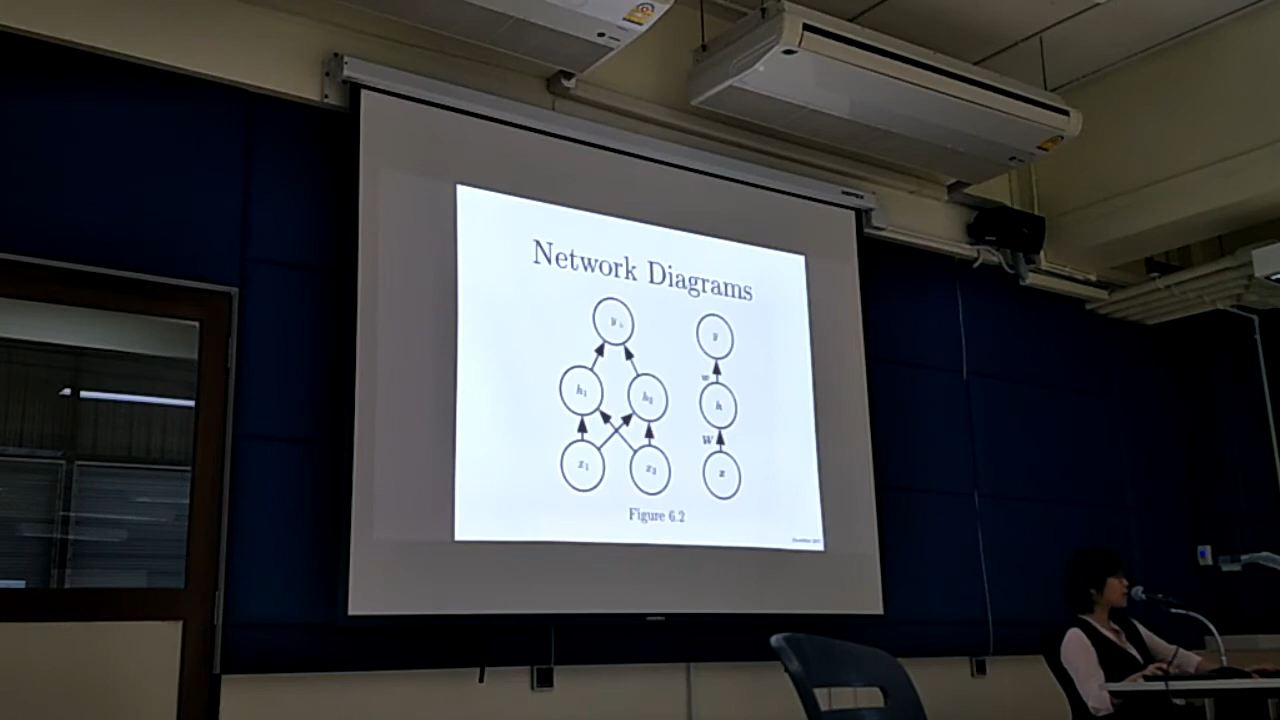 Network Diagrams
y
y
h₁
h₂
w
h
W
x₁
x₂
x
Figure 6.2